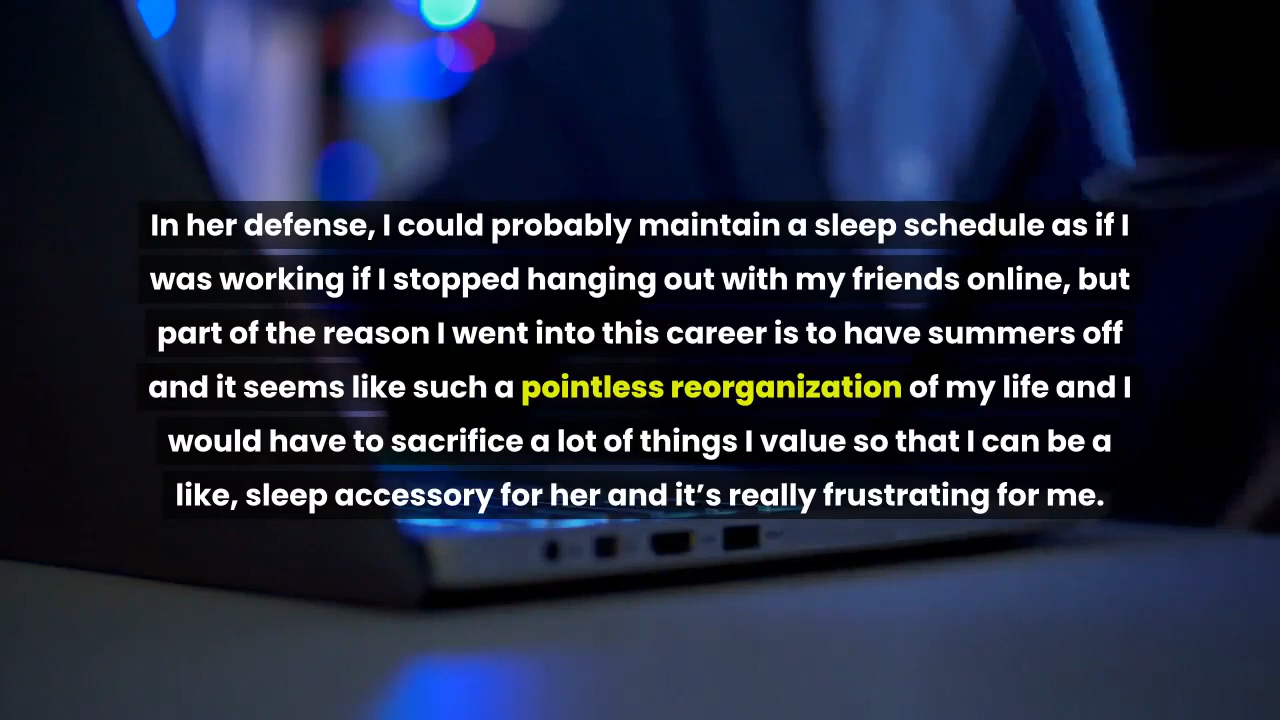 In her defense, I could probably maintain a sleep schedule as if I
was working if I stopped hanging out with my friends online, but
part of the reason I went into this career is to have summers off
and it seems like such a pointless reorganization of my life and I
would have to sacrifice a lot of things I value so that I can be a
like, sleep accessory for her and it’s really frustrating for me.